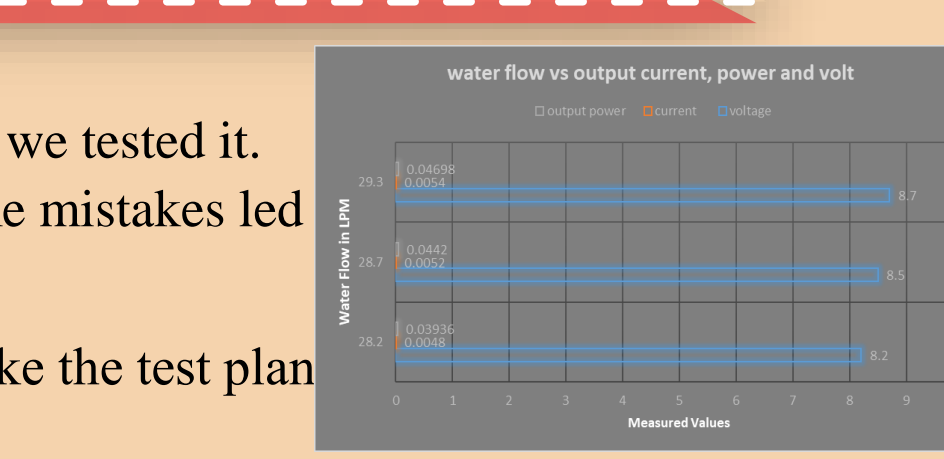 we tested it.
e mistakes led
ke the test plan
water flow vs output current, power and volt
output power current voltage
Water Flow in LPM
29.3
0.04698
0.0054
8.7
28.7
0.0442
0.0052
8.5
28.2
0.03936
0.0048
8.2
0 1 2 3 4 5 6 7 8 9
Measured Values